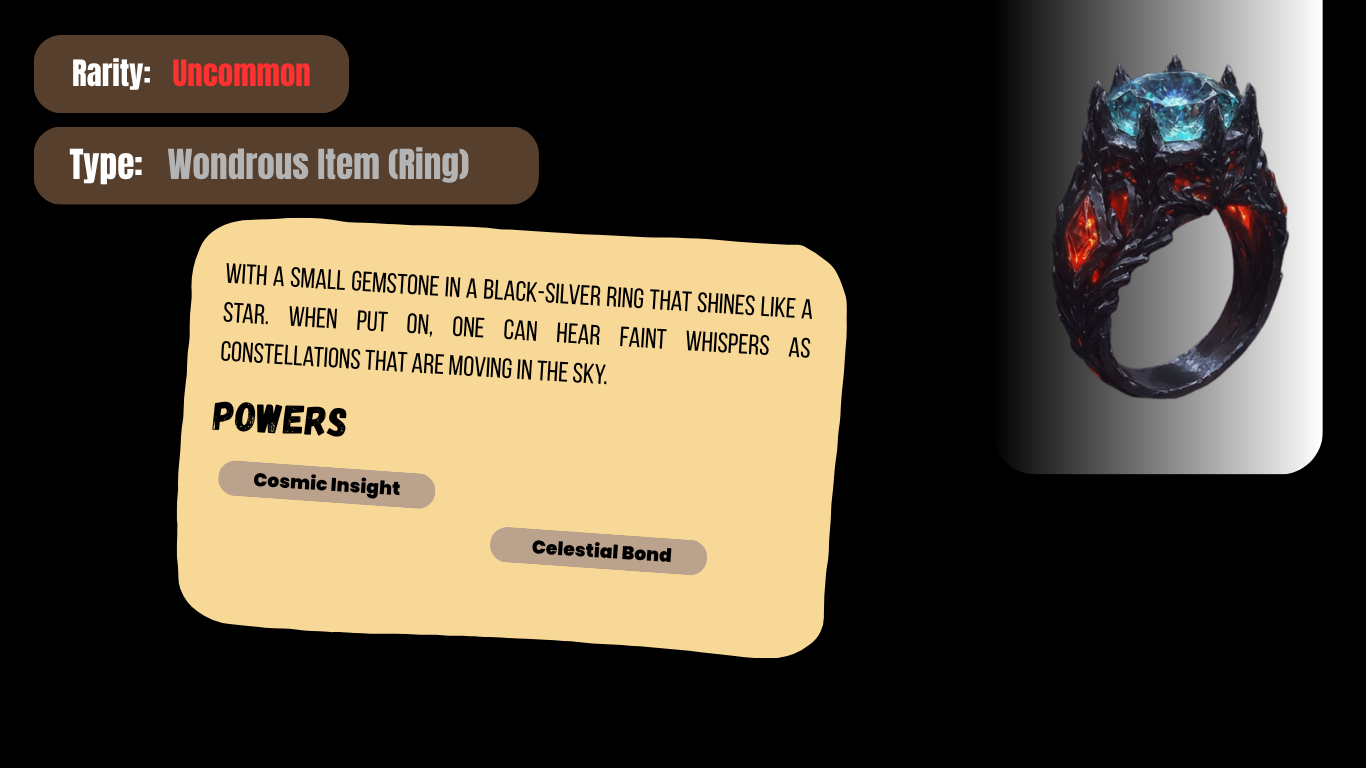 Rarity: Uncommon
Type: Wondrous Item (Ring)
WITH A SMALL GEMSTONE IN A BLACK-SILVER RING THAT SHINES LIKE A
STAR. WHEN PUT ON, ONE CAN HEAR FAINT WHISPERS AS
CONSTELLATIONS THAT ARE MOVING IN THE SKY.
POWERS
Cosmic Insight
Celestial Bond